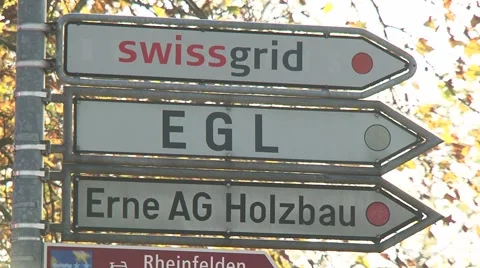 swissgrid
EGL
Erne AG Holzbau
Rheinfelden